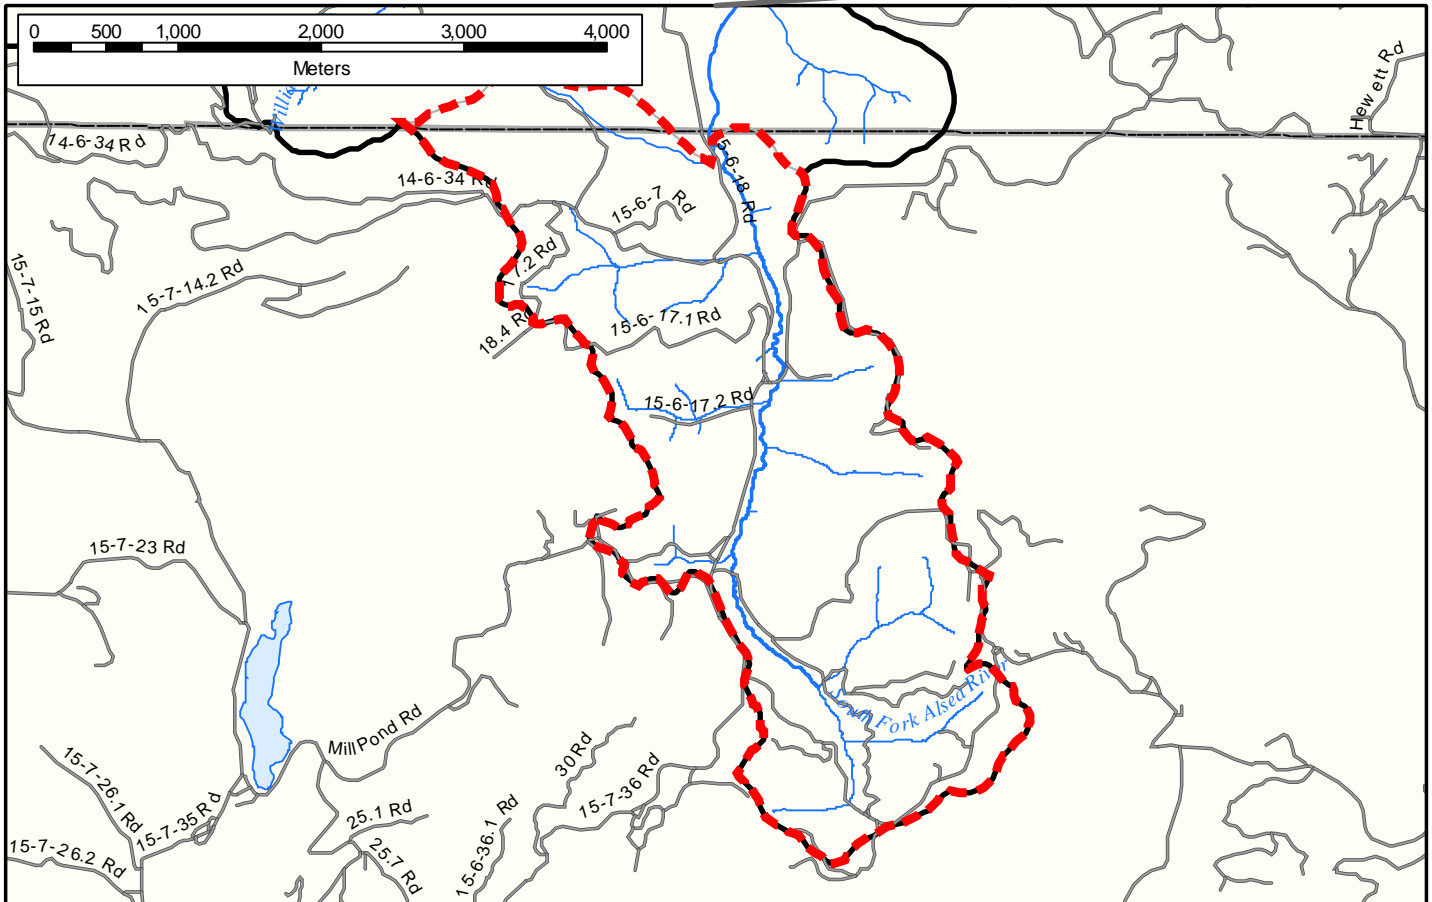 0 500 1,000 2,000 3,000 4,000
Meters
Hewett Rd
14-6-34 Rd
14-6-34 Rd
15-6-7 Rd
5-6-18 Rd
17.2 Rd
15-7-15 Rd
15-7-14.2 Rd
18.4 Rd
15-6-17.1 Rd
15-6-17.2 Rd
15-7-23 Rd
South Fork Alsea River
Mill Pond Rd
30 Rd
15-7-26.1 Rd
15-7-36 Rd
15-7-35 Rd
25.1 Rd
15-6-36.1 Rd
15-7-26.2 Rd
25.7 Rd